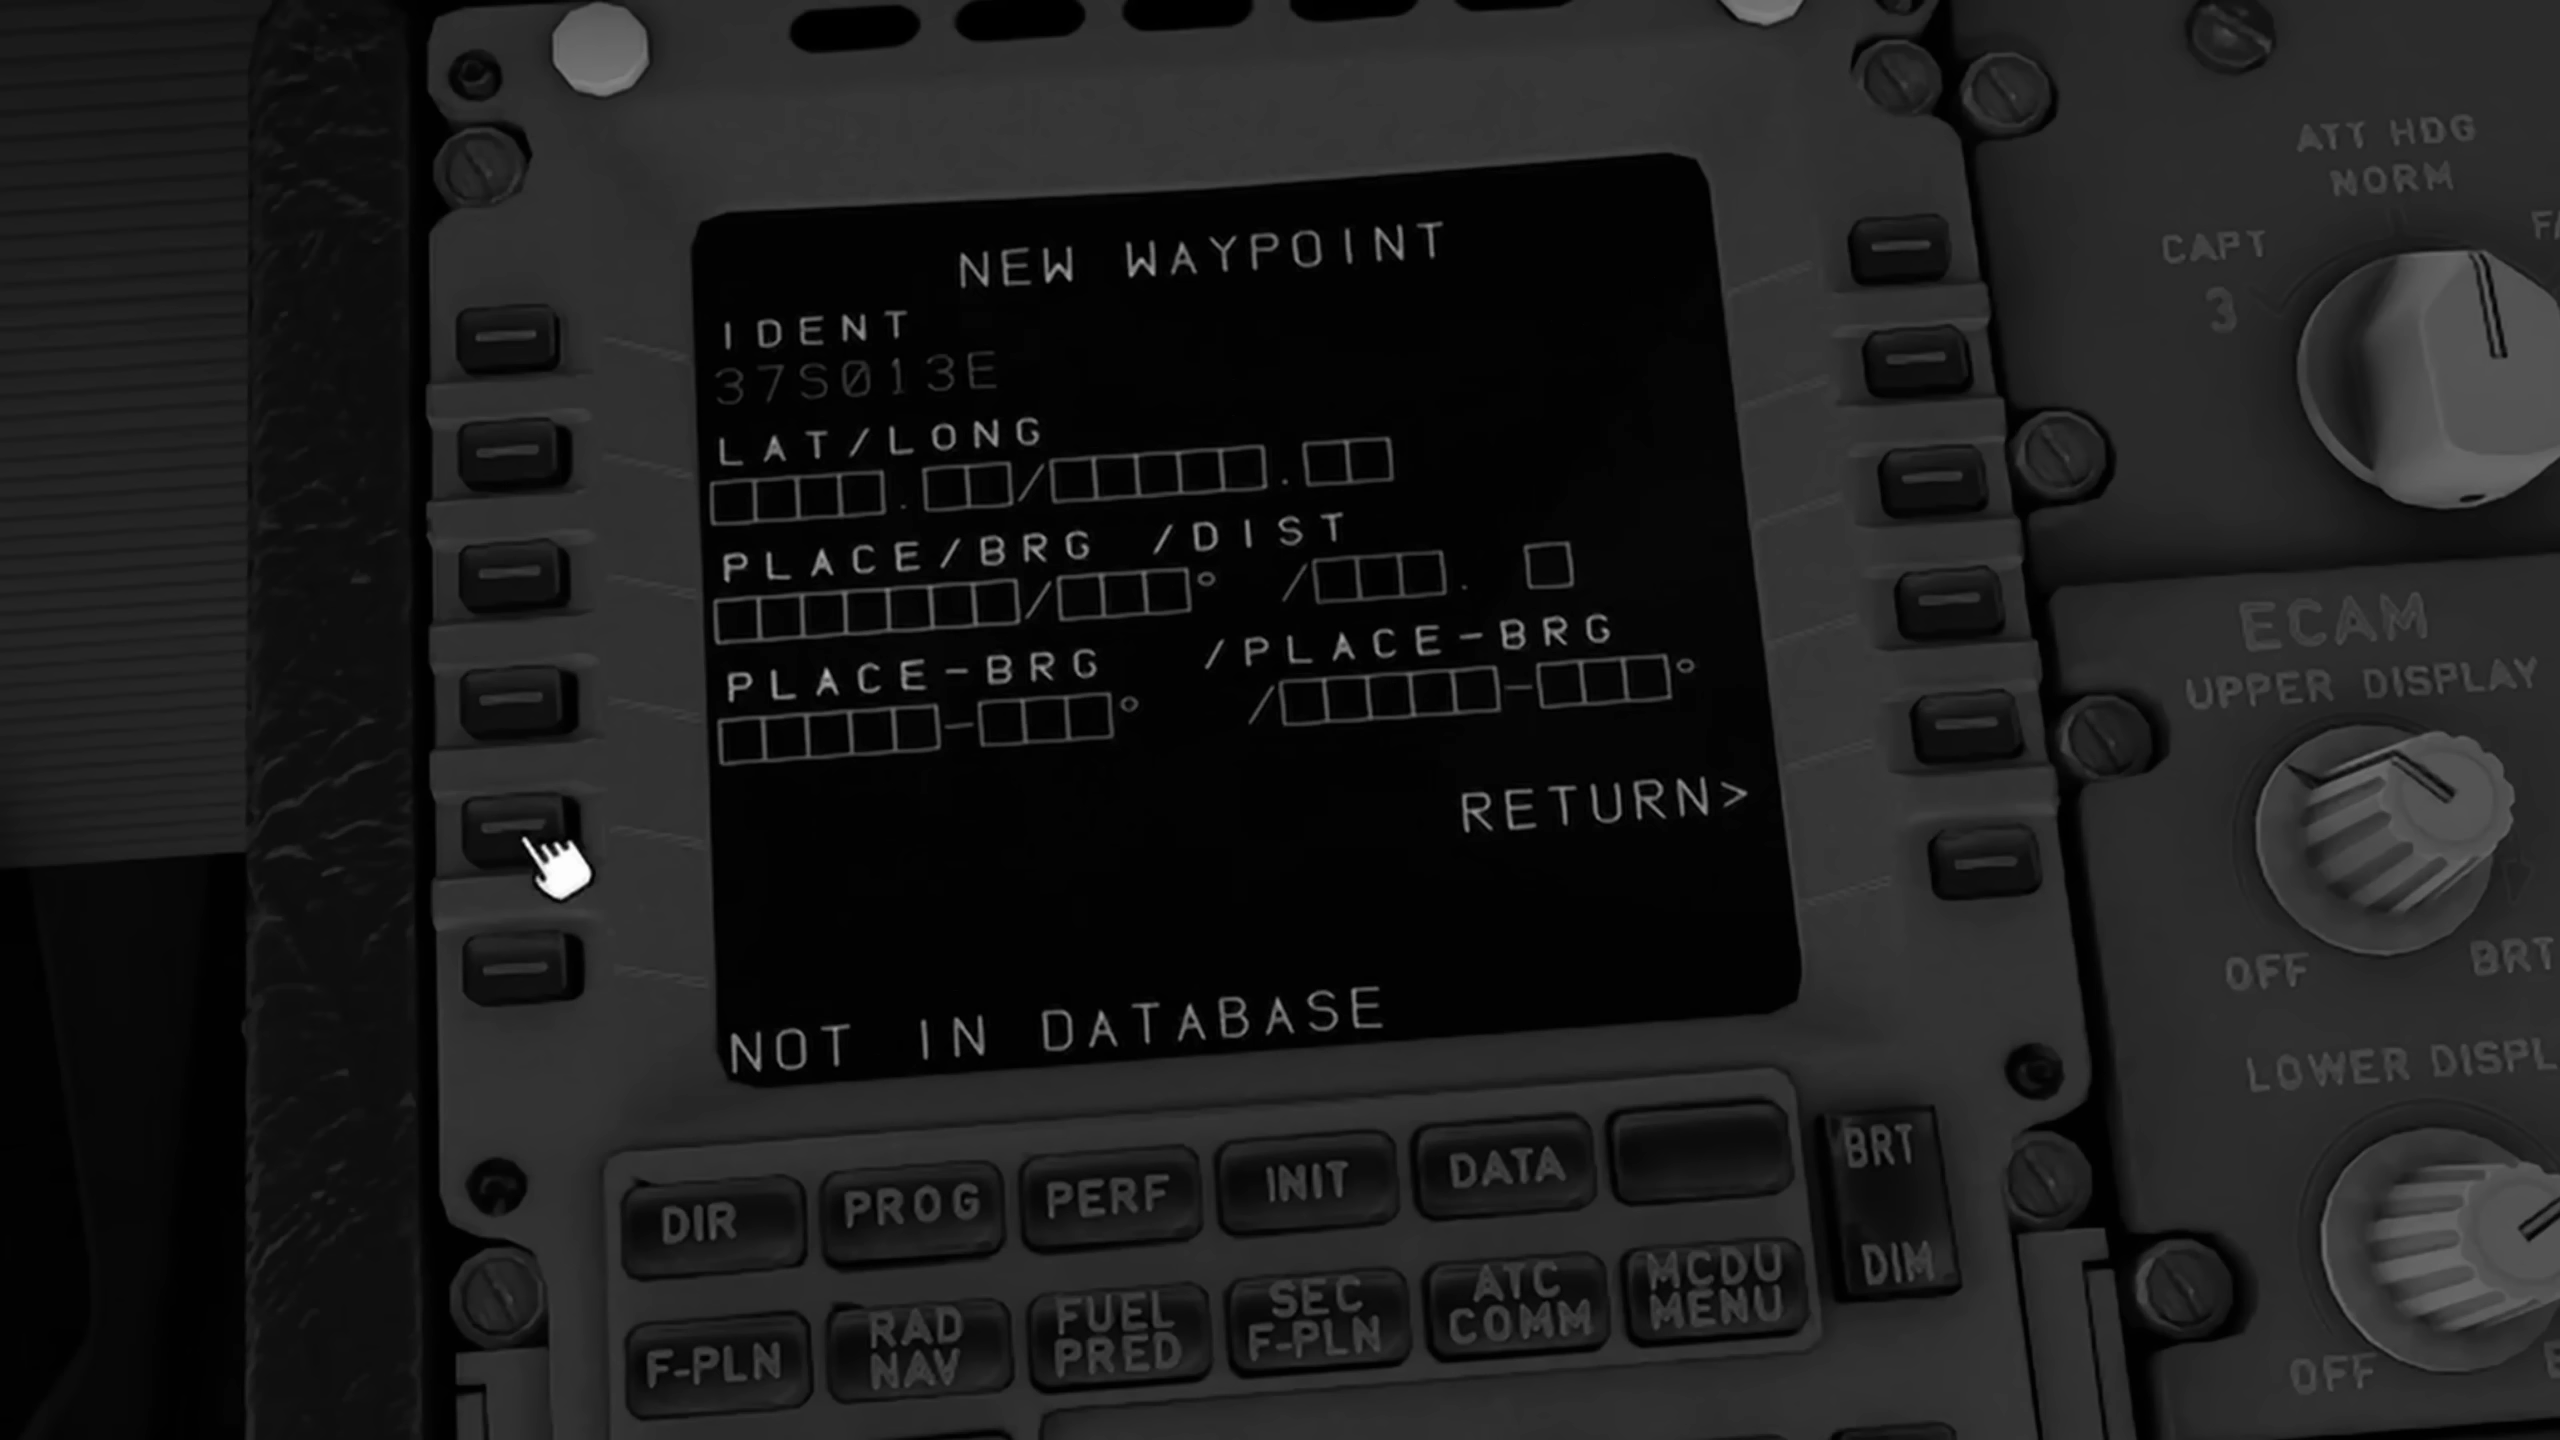 NEW WAYPOINT
IDENT
37S013E
LAT/LONG
PLACE/BRG /DIST
PLACE-BRG /PLACE-BRG
RETURN>
NOT IN DATABASE
DIR PROG PERF INIT DATA
BRT
DIM
F-PLN
RAD NAV
FUEL PRED
SEC F-PLN
ATC COMM
MCDU MENU
ATT HDG
NORM
CAPT
3
ECAM
UPPER DISPLAY
OFF
BRT
LOWER DISPL
OFF